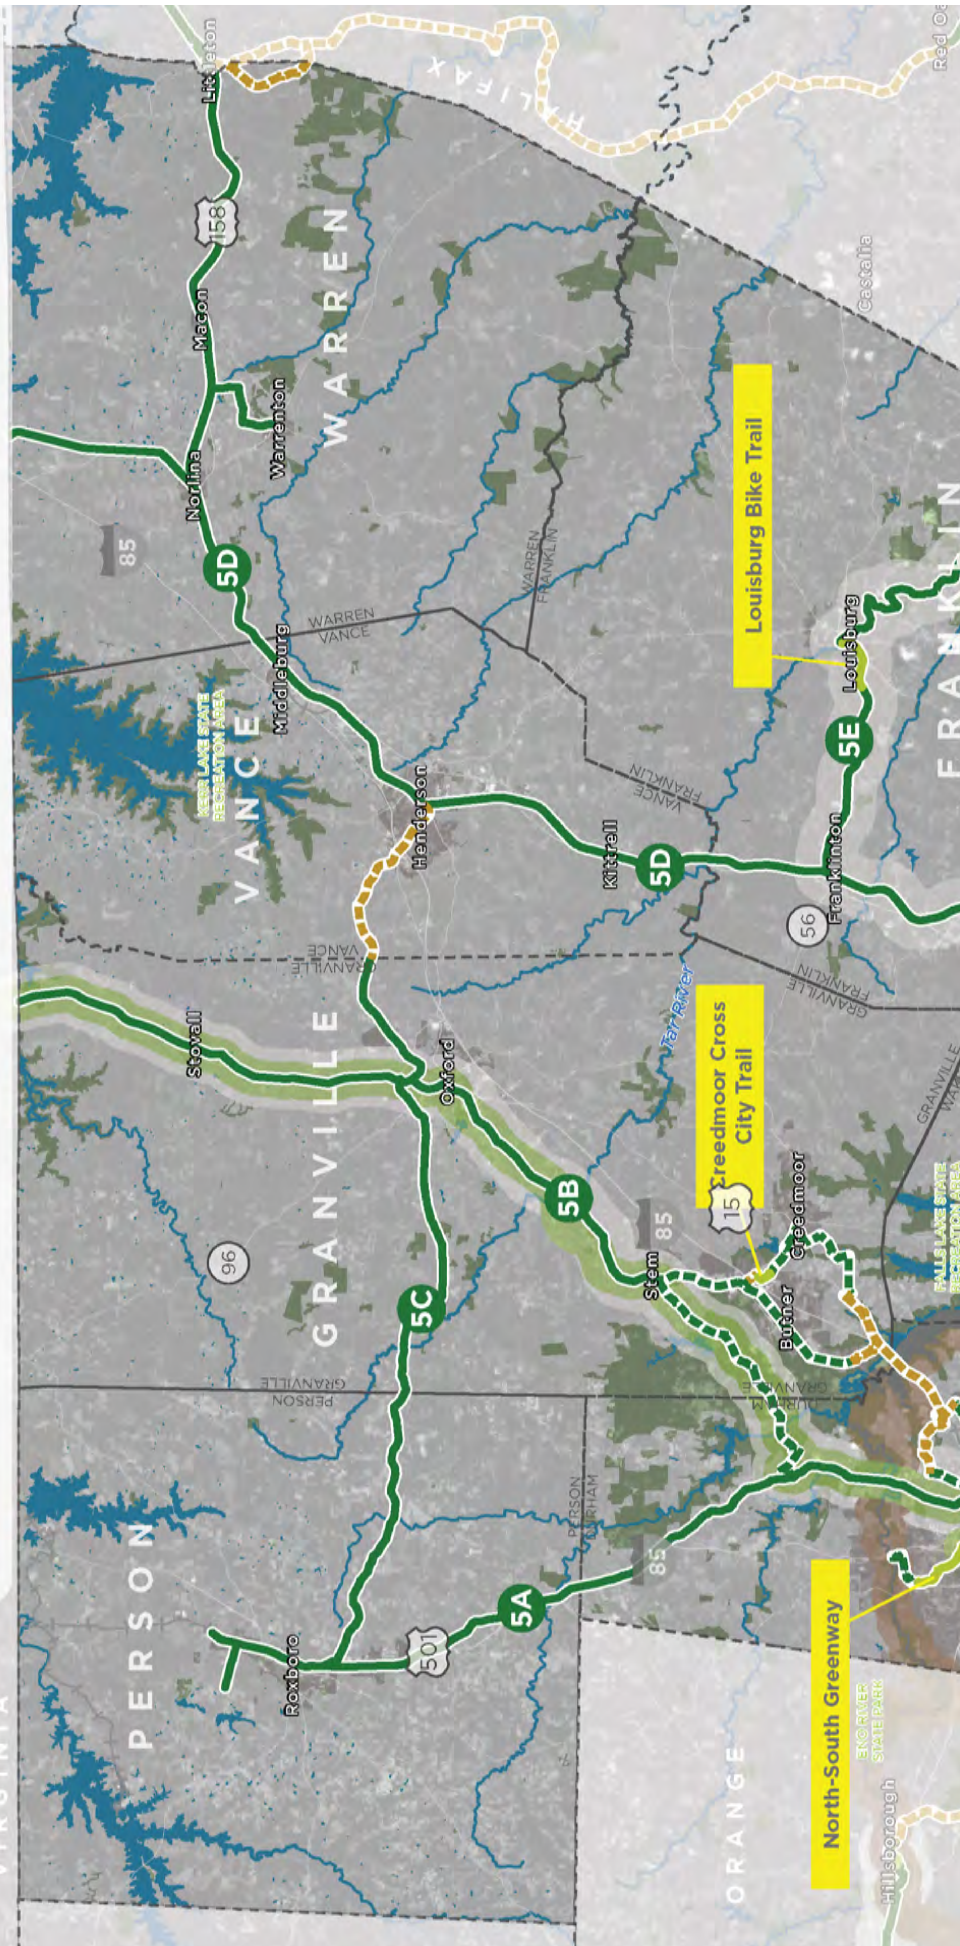 VIRGINIA
PERSON
GRANVILLE
VANCE
WARREN
HALIFAX
FRANKLIN
ORANGE
Roxboro
501
5A
5C
5B
5D
5D
5E
96
85
85
85
15
56
158
Stovall
Oxford
Stem
Butner
Creedmoor
Henderson
Kittrell
Franklinton
Louisburg
Middleburg
Norlina
Warrenton
Macon
Littleton
Castalia
Hillsborough
Tar River
KERR LAKE STATE
RECREATION AREA
FALLS LAKE STATE
RECREATION AREA
ENO RIVER
STATE PARK
PERSON
GRANVILLE
PERSON
DURHAM
GRANVILLE
DURHAM
GRANVILLE
VANCE
GRANVILLE
FRANKLIN
GRANVILLE
VANCE
FRANKLIN
WARREN
VANCE
WARREN
FRANKLIN
North-South Greenway
Creedmoor Cross
City Trail
Louisburg Bike Trail